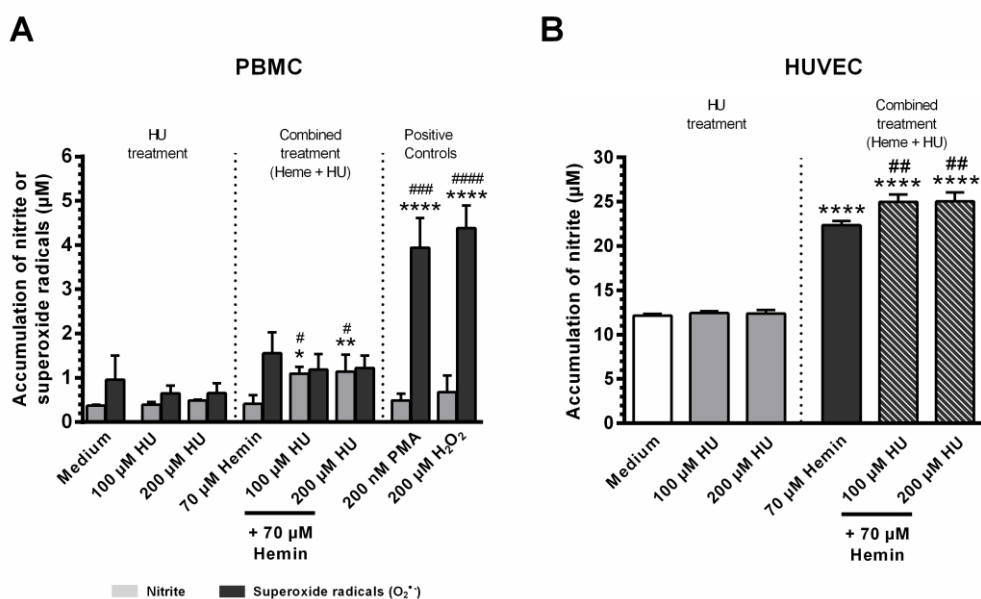 A
PBMC
HU
treatment
Combined
treatment
(Heme + HU)
Positive
Controls
Accumulation of nitrite or
superoxide radicals (µM)
6
5
4
3
2
1
0
#
*
#
**
###
****
####
****
Medium
100 µM HU
200 µM HU
70 µM Hemin
100 µM HU
200 µM HU
200 nM PMA
200 µM H₂O₂
+ 70 µM
Hemin
Nitrite
Superoxide radicals (O₂•-)
B
HUVEC
HU
treatment
Combined
treatment
(Heme + HU)
Accumulation of nitrite (µM)
30
25
22
18
12
10
5
0
****
##
****
##
****
Medium
100 µM HU
200 µM HU
70 µM Hemin
100 µM HU
200 µM HU
+ 70 µM
Hemin